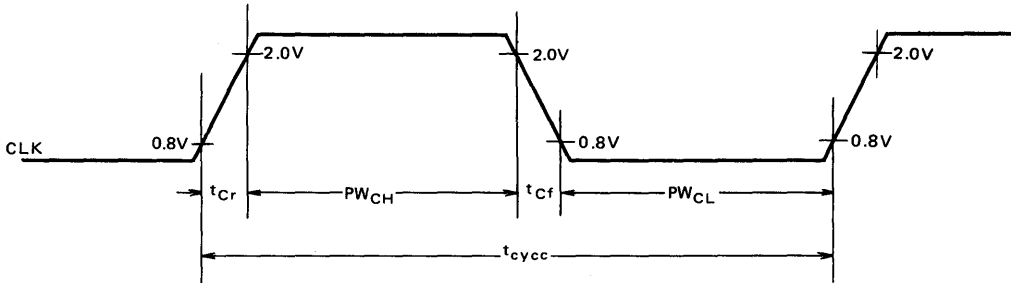 2.0V
2.0V
2.0V
CLK
0.8V
0.8V
0.8V
tCr
PWCH
tCf
PWCL
tcycc